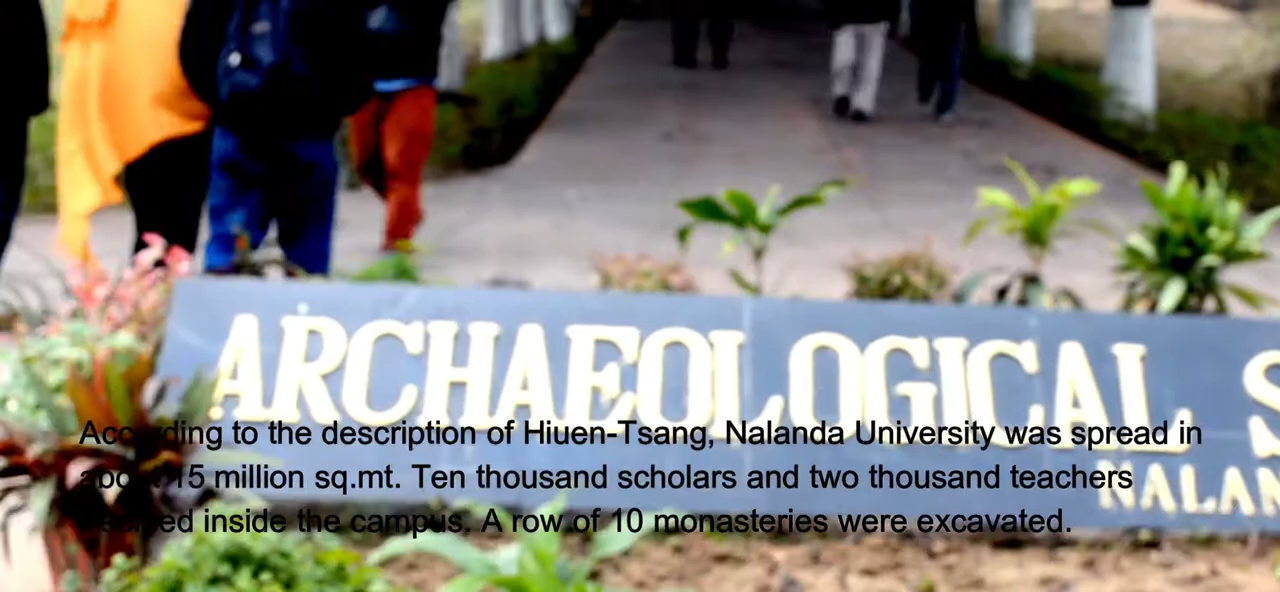 ARCHAEOLOGICAL S
According to the description of Hiuen-Tsang, Nalanda University was spread in
about 15 million sq.mt. Ten thousand scholars and two thousand teachers
inside the campus. A row of 10 monasteries were excavated.
NALAN